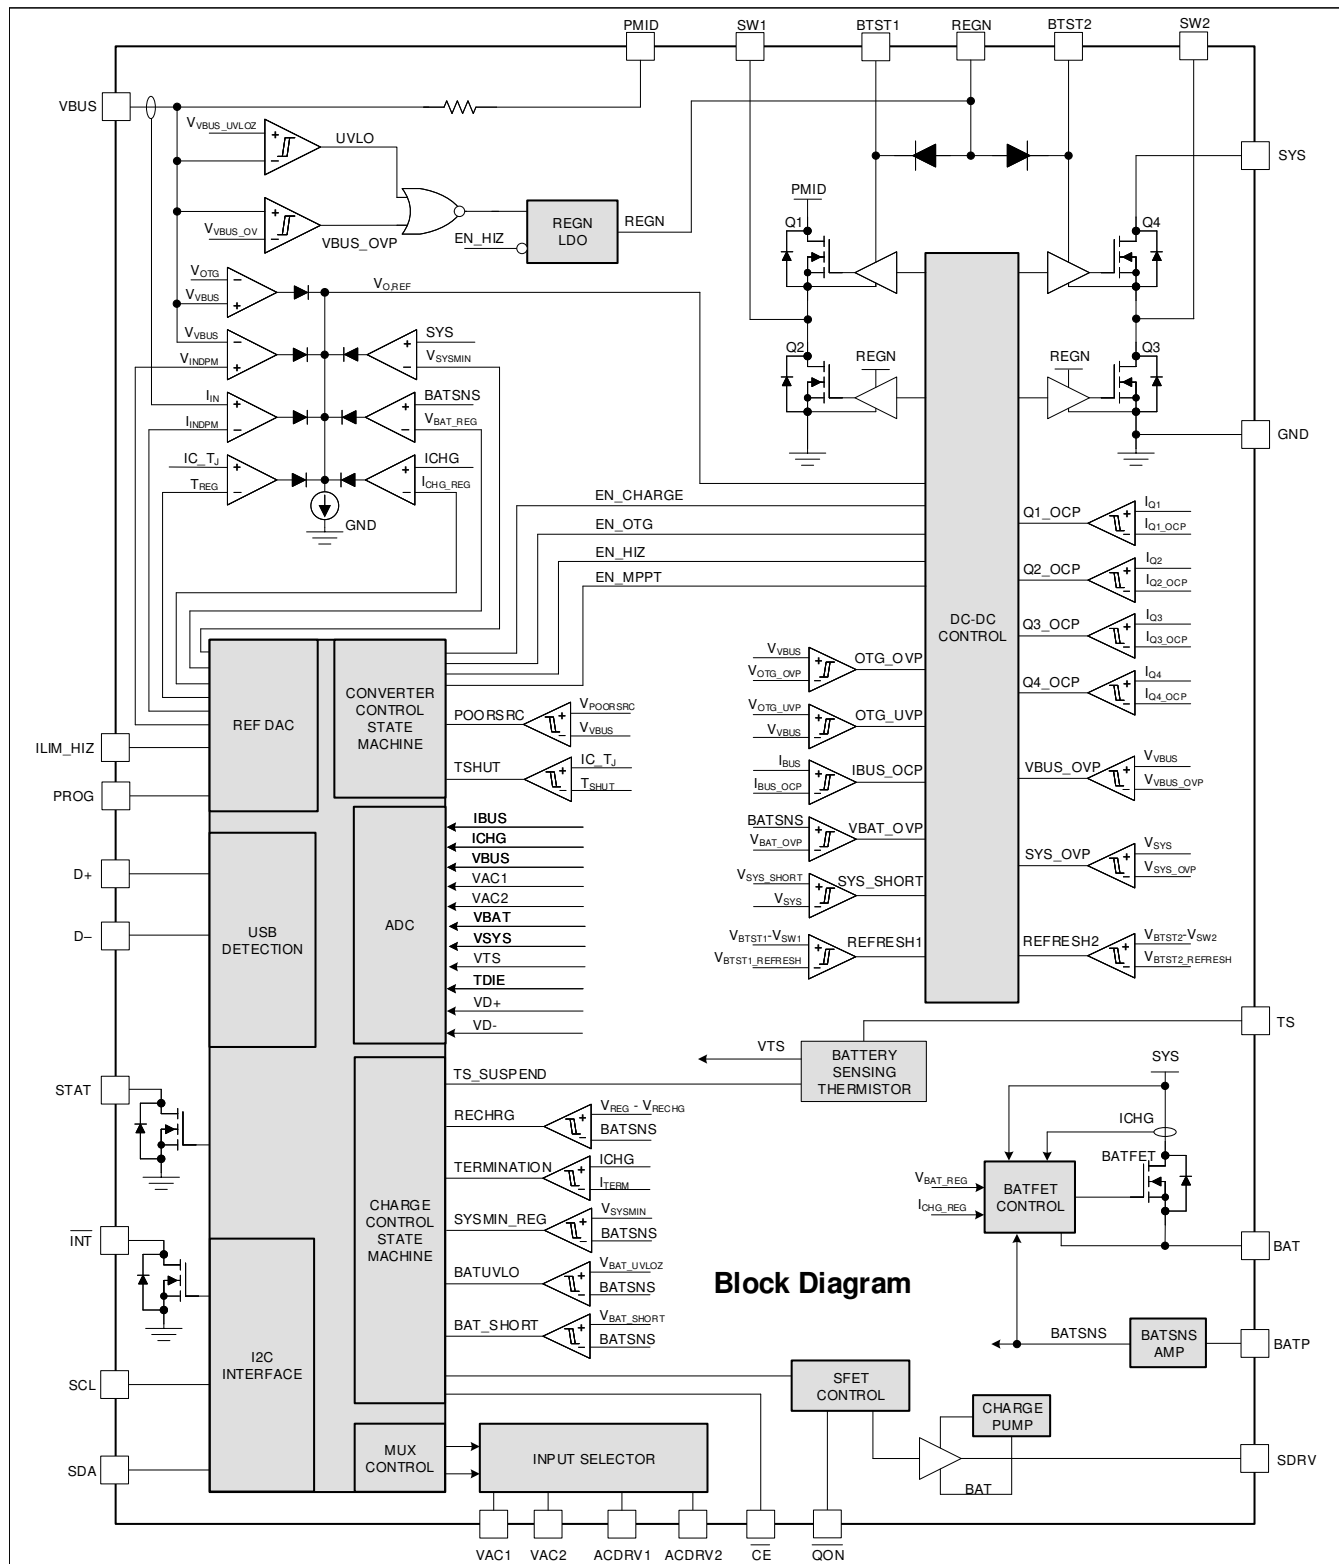 PMID
SW1
BTST1
REGN
BTST2
SW2
VBUS
VVBUS_UVLOZ
UVLO
SYS
VVBUS_OV
VBUS_OVP
EN_HIZ
REGN
LDO
REGN
PMID
Q1
Q4
VOTG
VVBUS
VO,REF
VVBUS
VINDPM
SYS
VSYSMIN
Q2
REGN
REGN
Q3
IIN
IINDPM
BATSNS
VBAT_REG
GND
IC_TJ
TREG
ICHG
ICHG_REG
GND
EN_CHARGE
EN_OTG
EN_HIZ
EN_MPPT
DC-DC
CONTROL
Q1_OCP
IQ1
IQ1_OCP
Q2_OCP
IQ2
IQ2_OCP
Q3_OCP
IQ3
IQ3_OCP
Q4_OCP
IQ4
IQ4_OCP
VVBUS
VOTG_OVP
OTG_OVP
VOTG_UVP
VVBUS
OTG_UVP
IBUS
IBUS_OCP
IBUS_OCP
VBUS_OVP
VVBUS
VVBUS_OVP
BATSNS
VBAT_OVP
VBAT_OVP
VSYS_SHORT
VSYS
SYS_SHORT
SYS_OVP
VSYS
VSYS_OVP
VBTST1-VSW1
VBTST1_REFRESH
REFRESH1
REFRESH2
VBTST2-VSW2
VBTST2_REFRESH
REF DAC
CONVERTER
CONTROL
STATE
MACHINE
POORSRC
VPOORSRC
VVBUS
TSHUT
IC_TJ
TSHUT
ILIM_HIZ
PROG
D+
D–
USB
DETECTION
ADC
IBUS
ICHG
VBUS
VAC1
VAC2
VBAT
VSYS
VTS
TDIE
VD+
VD-
TS
VTS
BATTERY
SENSING
THERMISTOR
TS_SUSPEND
STAT
RECHRG
VREG - VRECHG
BATSNS
TERMINATION
ICHG
ITERM
CHARGE
CONTROL
STATE
MACHINE
SYSMIN_REG
VSYSMIN
BATSNS
BATUVLO
VBAT_UVLOZ
BATSNS
BAT_SHORT
VBAT_SHORT
BATSNS
SYS
ICHG
BATFET
VBAT_REG
ICHG_REG
BATFET
CONTROL
BAT
INT
Block Diagram
BATSNS
BATSNS
AMP
BATP
I2C
INTERFACE
SCL
SDA
SFET
CONTROL
CHARGE
PUMP
BAT
SDRV
MUX
CONTROL
INPUT SELECTOR
VAC1
VAC2
ACDRV1
ACDRV2
CE
QON